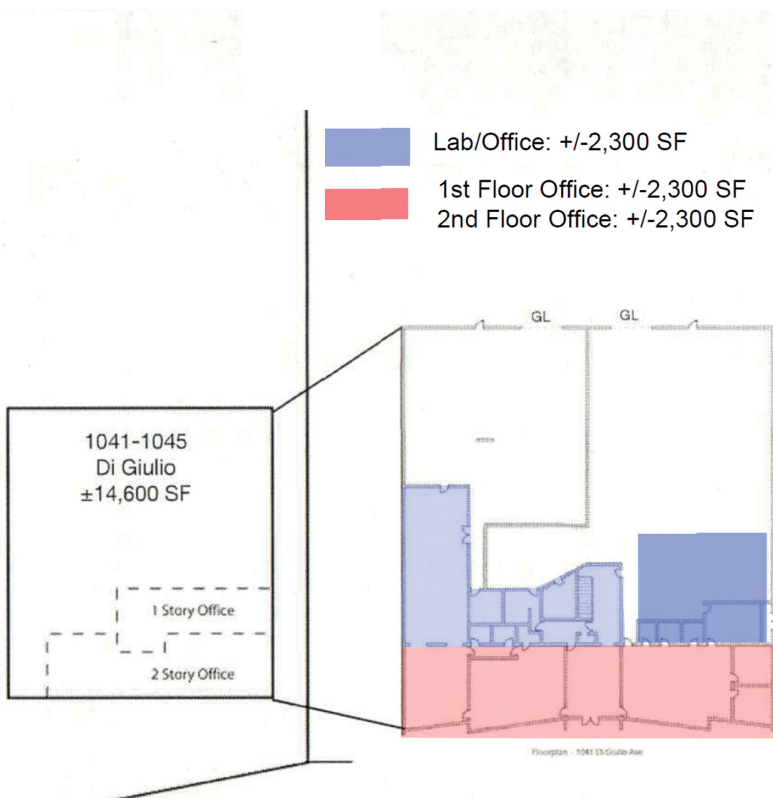 Lab/Office: +/-2,300 SF
1st Floor Office: +/-2,300 SF
2nd Floor Office: +/-2,300 SF
GL GL
1041-1045
Di Giulio
±14,600 SF
1 Story Office
2 Story Office
Floorplan - 1041 Di Giulio Ave